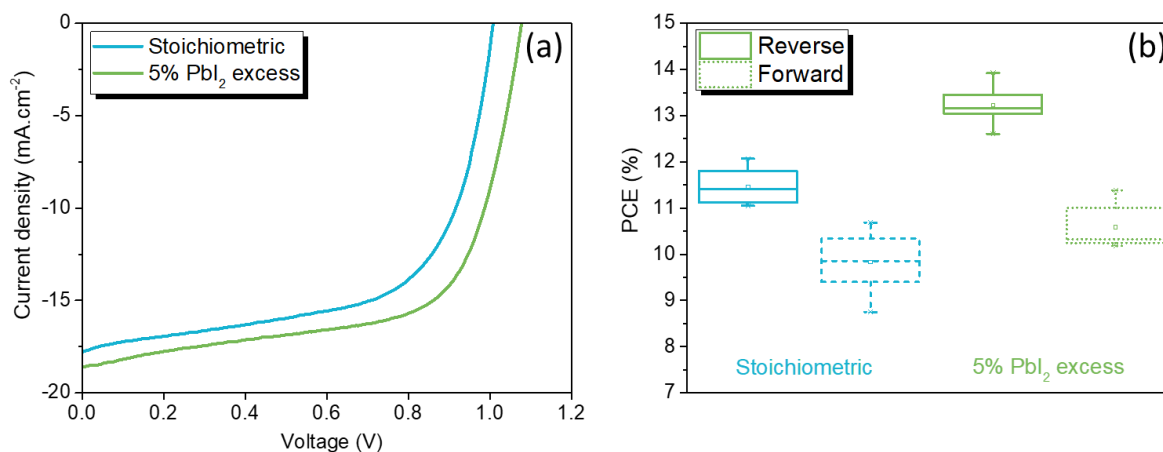 (a)
Stoichiometric
5% PbI₂ excess
Current density (mA.cm⁻²)
0
-5
-10
-15
-20
0.0 0.2 0.4 0.6 0.8 1.0 1.2
Voltage (V)
(b)
Reverse
Forward
PCE (%)
15
14
13
12
11
10
9
8
7
Stoichiometric
5% PbI₂ excess